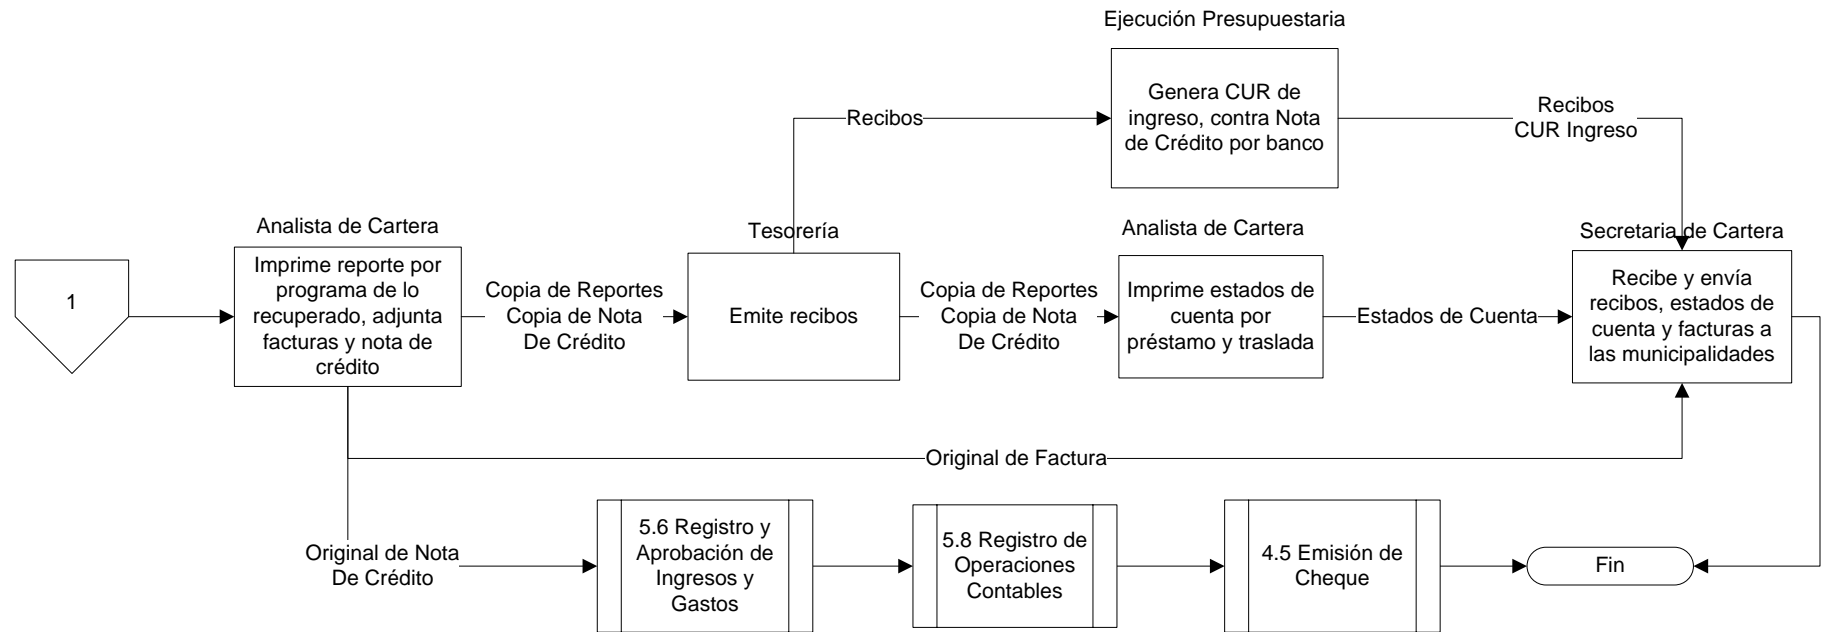 Ejecución Presupuestaria
Genera CUR de
ingreso, contra Nota
de Crédito por banco
Recibos
Recibos
CUR Ingreso
Analista de Cartera
Tesorería
Analista de Cartera
Secretaria de Cartera
1
Imprime reporte por
programa de lo
recuperado, adjunta
facturas y nota de
crédito
Copia de Reportes
Copia de Nota
De Crédito
Emite recibos
Copia de Reportes
Copia de Nota
De Crédito
Imprime estados de
cuenta por
préstamo y traslada
Estados de Cuenta
Recibe y envía
recibos, estados de
cuenta y facturas a
las municipalidades
Original de Factura
Original de Nota
De Crédito
5.6 Registro y
Aprobación de
Ingresos y
Gastos
5.8 Registro de
Operaciones
Contables
4.5 Emisión de
Cheque
Fin